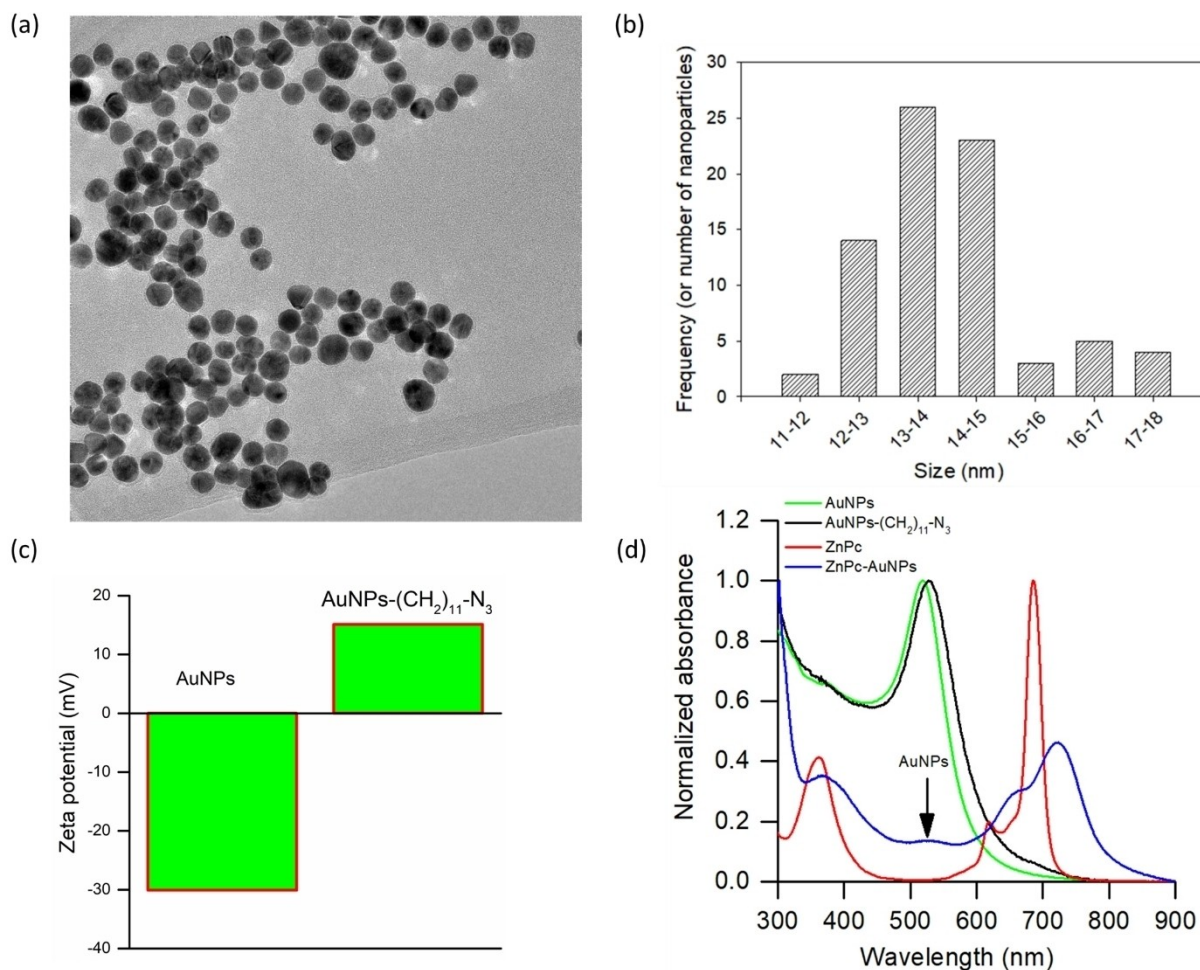 (a)
(b)
Frequency (or number of nanoparticles)
30
25
20
15
10
5
0
11-12
12-13
13-14
14-15
15-16
16-17
17-18
Size (nm)
(c)
Zeta potential (mV)
20
10
0
-10
-20
-30
-40
AuNPs
AuNPs-(CH2)11-N3
(d)
AuNPs
AuNPs-(CH2)11-N3
ZnPc
ZnPc-AuNPs
Normalized absorbance
1.2
1.0
0.8
0.6
0.4
0.2
0.0
AuNPs
300 400 500 600 700 800 900
Wavelength (nm)